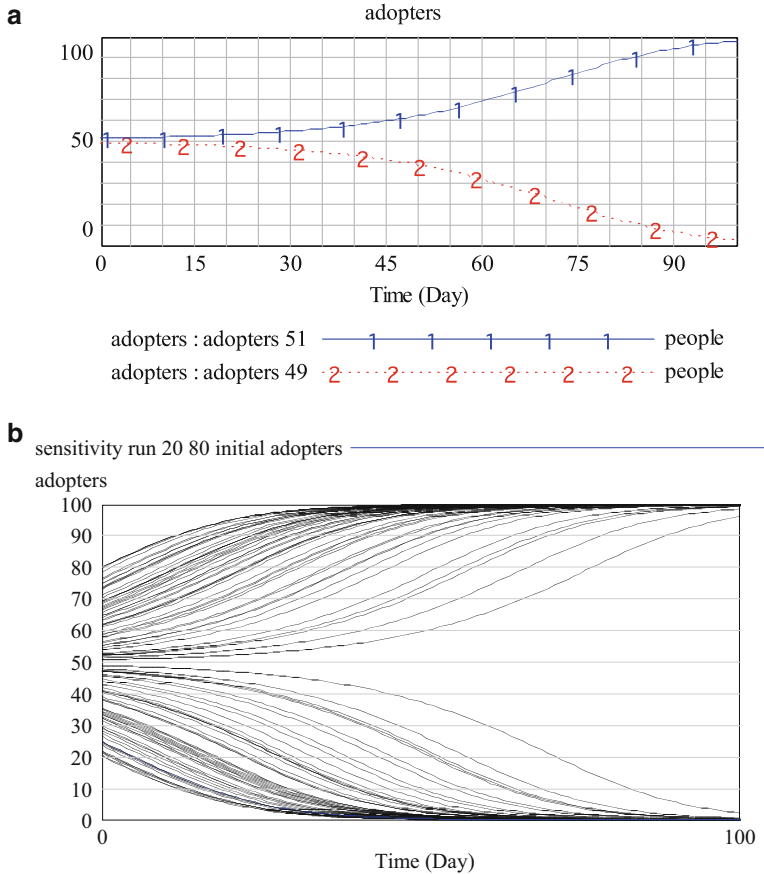 a
adopters
100
50
0
0 15 30 45 60 75 90
Time (Day)
adopters : adopters 51 1 1 1 1 1 people
adopters : adopters 49 2 2 2 2 2 2 people
b
sensitivity run 20 80 initial adopters
adopters
100
90
80
70
60
50
40
30
20
10
0
0 100
Time (Day)